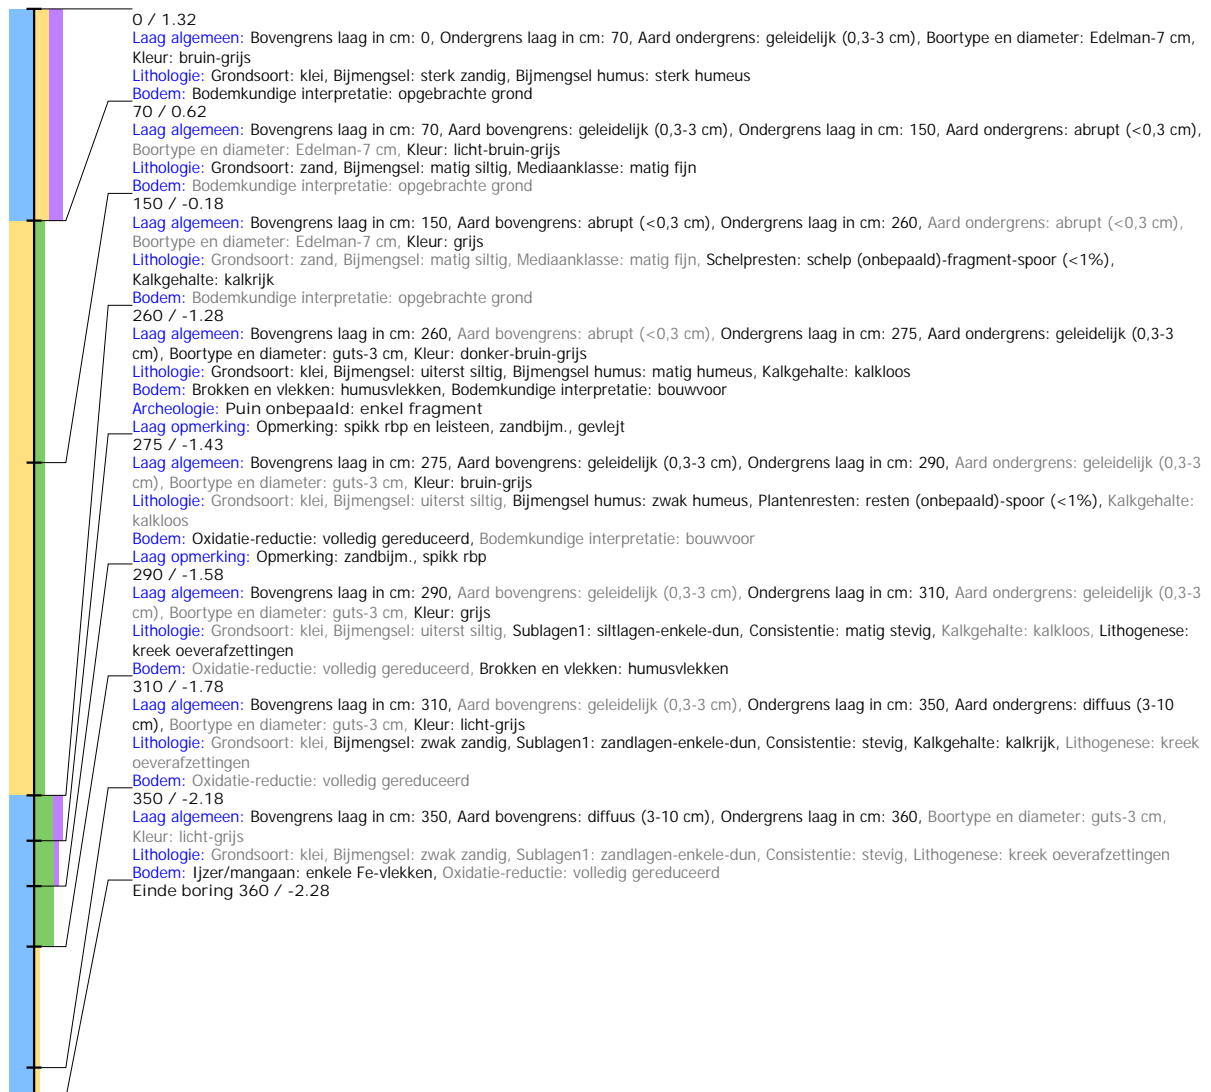 0 / 1.32
Laag algemeen: Bovengrens laag in cm: 0, Ondergrens laag in cm: 70, Aard ondergrens: geleidelijk (0,3-3 cm), Boortype en diameter: Edelman-7 cm,
Kleur: bruin-grijs
Lithologie: Grondsoort: klei, Bijmengsel: sterk zandig, Bijmengsel humus: sterk humeus
Bodem: Bodemkundige interpretatie: opgebrachte grond
70 / 0.62
Laag algemeen: Bovengrens laag in cm: 70, Aard bovengrens: geleidelijk (0,3-3 cm), Ondergrens laag in cm: 150, Aard ondergrens: abrupt (<0,3 cm),
Boortype en diameter: Edelman-7 cm, Kleur: licht-bruin-grijs
Lithologie: Grondsoort: zand, Bijmengsel: matig siltig, Mediaanklasse: matig fijn
Bodem: Bodemkundige interpretatie: opgebrachte grond
150 / -0.18
Laag algemeen: Bovengrens laag in cm: 150, Aard bovengrens: abrupt (<0,3 cm), Ondergrens laag in cm: 260, Aard ondergrens: abrupt (<0,3 cm),
Boortype en diameter: Edelman-7 cm, Kleur: grijs
Lithologie: Grondsoort: zand, Bijmengsel: matig siltig, Mediaanklasse: matig fijn, Schelpresten: schelp (onbepaald)-fragment-spoor (<1%),
Kalkgehalte: kalkrijk
Bodem: Bodemkundige interpretatie: opgebrachte grond
260 / -1.28
Laag algemeen: Bovengrens laag in cm: 260, Aard bovengrens: abrupt (<0,3 cm), Ondergrens laag in cm: 275, Aard ondergrens: geleidelijk (0,3-3
cm), Boortype en diameter: guts-3 cm, Kleur: donker-bruin-grijs
Lithologie: Grondsoort: klei, Bijmengsel: uiterst siltig, Bijmengsel humus: matig humeus, Kalkgehalte: kalkloos
Bodem: Brokken en vlekken: humusvlekken, Bodemkundige interpretatie: bouwvoor
Archeologie: Puin onbepaald: enkel fragment
Laag opmerking: Opmerking: spikk rbp en leisteen, zandbijm., gevlejt
275 / -1.43
Laag algemeen: Bovengrens laag in cm: 275, Aard bovengrens: geleidelijk (0,3-3 cm), Ondergrens laag in cm: 290, Aard ondergrens: geleidelijk (0,3-3
cm), Boortype en diameter: guts-3 cm, Kleur: bruin-grijs
Lithologie: Grondsoort: klei, Bijmengsel: uiterst siltig, Bijmengsel humus: zwak humeus, Plantenresten: resten (onbepaald)-spoor (<1%), Kalkgehalte:
kalkloos
Bodem: Oxidatie-reductie: volledig gereduceerd, Bodemkundige interpretatie: bouwvoor
Laag opmerking: Opmerking: zandbijm., spikk rbp
290 / -1.58
Laag algemeen: Bovengrens laag in cm: 290, Aard bovengrens: geleidelijk (0,3-3 cm), Ondergrens laag in cm: 310, Aard ondergrens: geleidelijk (0,3-3
cm), Boortype en diameter: guts-3 cm, Kleur: grijs
Lithologie: Grondsoort: klei, Bijmengsel: uiterst siltig, Sublagen1: siltlagen-enkele-dun, Consistentie: matig stevig, Kalkgehalte: kalkloos, Lithogenese:
kreek oeverafzettingen
Bodem: Oxidatie-reductie: volledig gereduceerd, Brokken en vlekken: humusvlekken
310 / -1.78
Laag algemeen: Bovengrens laag in cm: 310, Aard bovengrens: geleidelijk (0,3-3 cm), Ondergrens laag in cm: 350, Aard ondergrens: diffuus (3-10
cm), Boortype en diameter: guts-3 cm, Kleur: licht-grijs
Lithologie: Grondsoort: klei, Bijmengsel: zwak zandig, Sublagen1: zandlagen-enkele-dun, Consistentie: stevig, Kalkgehalte: kalkrijk, Lithogenese: kreek
oeverafzettingen
Bodem: Oxidatie-reductie: volledig gereduceerd
350 / -2.18
Laag algemeen: Bovengrens laag in cm: 350, Aard bovengrens: diffuus (3-10 cm), Ondergrens laag in cm: 360, Boortype en diameter: guts-3 cm,
Kleur: licht-grijs
Lithologie: Grondsoort: klei, Bijmengsel: zwak zandig, Sublagen1: zandlagen-enkele-dun, Consistentie: stevig, Lithogenese: kreek oeverafzettingen
Bodem: Ijzer/mangaan: enkele Fe-vlekken, Oxidatie-reductie: volledig gereduceerd
Einde boring 360 / -2.28